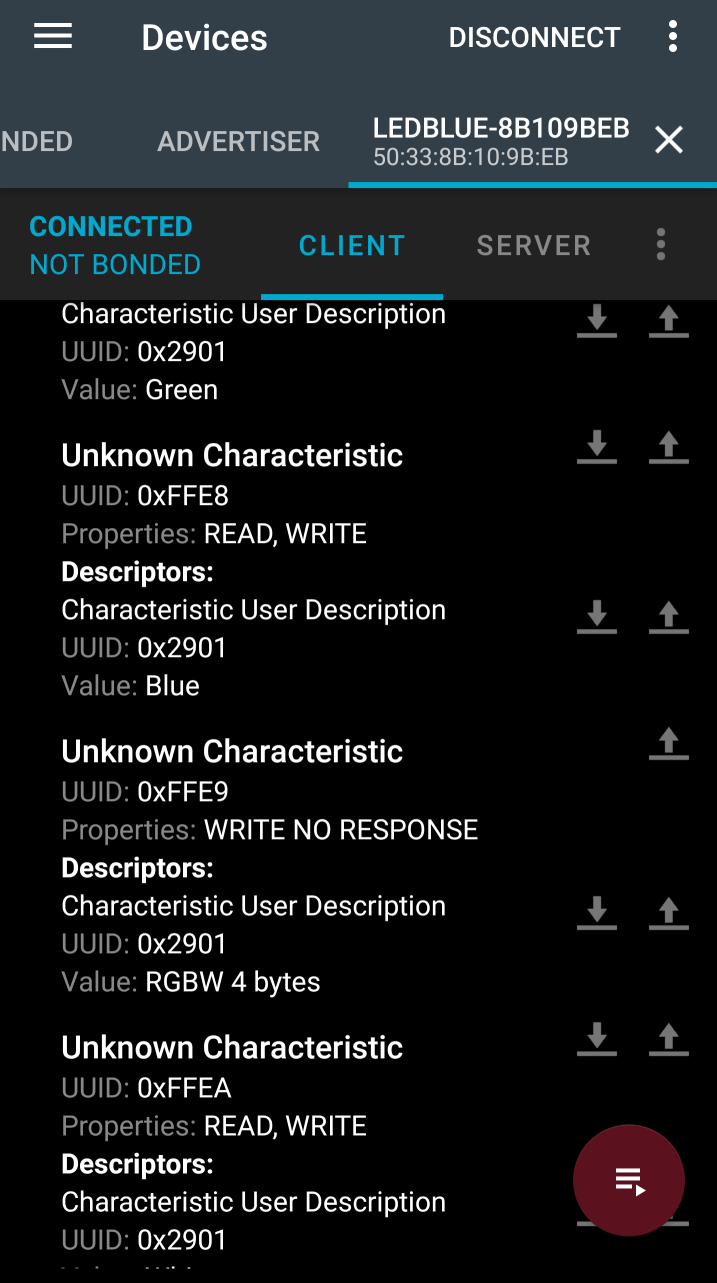 Devices
DISCONNECT
NDED
ADVERTISER
LEDBLUE-8B109BEB
50:33:8B:10:9B:EB
CONNECTED
NOT BONDED
CLIENT
SERVER
Characteristic User Description
UUID: 0x2901
Value: Green
Unknown Characteristic
UUID: 0xFFE8
Properties: READ, WRITE
Descriptors:
Characteristic User Description
UUID: 0x2901
Value: Blue
Unknown Characteristic
UUID: 0xFFE9
Properties: WRITE NO RESPONSE
Descriptors:
Characteristic User Description
UUID: 0x2901
Value: RGBW 4 bytes
Unknown Characteristic
UUID: 0xFFEA
Properties: READ, WRITE
Descriptors:
Characteristic User Description
UUID: 0x2901